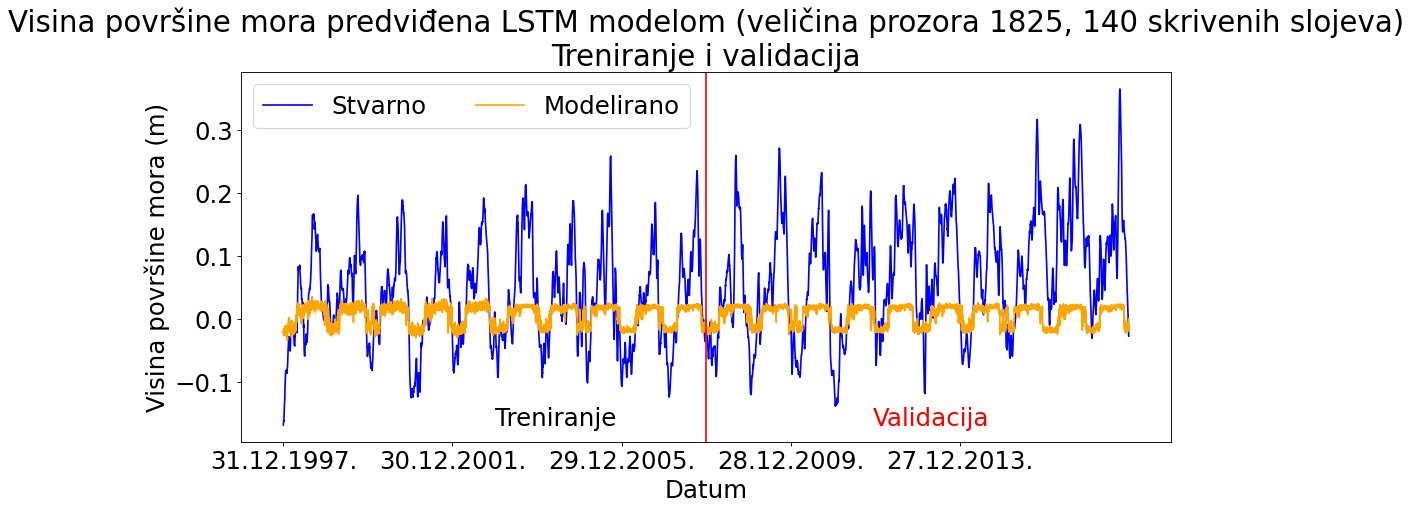 Visina površine mora predviđena LSTM modelom (veličina prozora 1825, 140 skrivenih slojeva)
Treniranje i validacija
Stvarno Modelirano
Visina površine mora (m)
0.3
0.2
0.1
0.0
−0.1
Treniranje Validacija
31.12.1997. 30.12.2001. 29.12.2005. 28.12.2009. 27.12.2013.
Datum